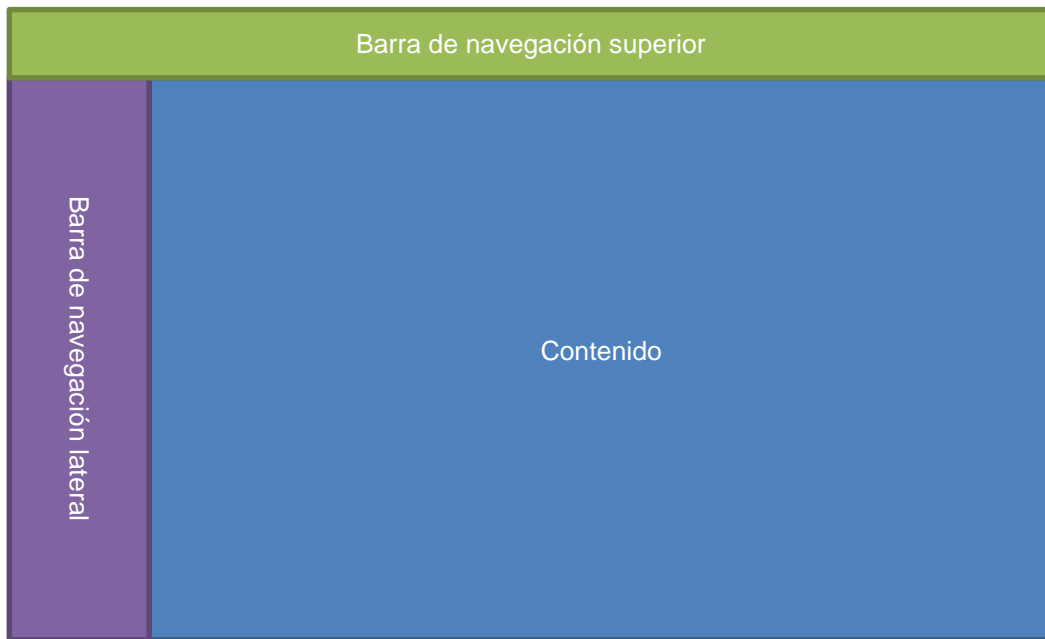 Barra de navegación superior
Barra de navegación lateral
Contenido